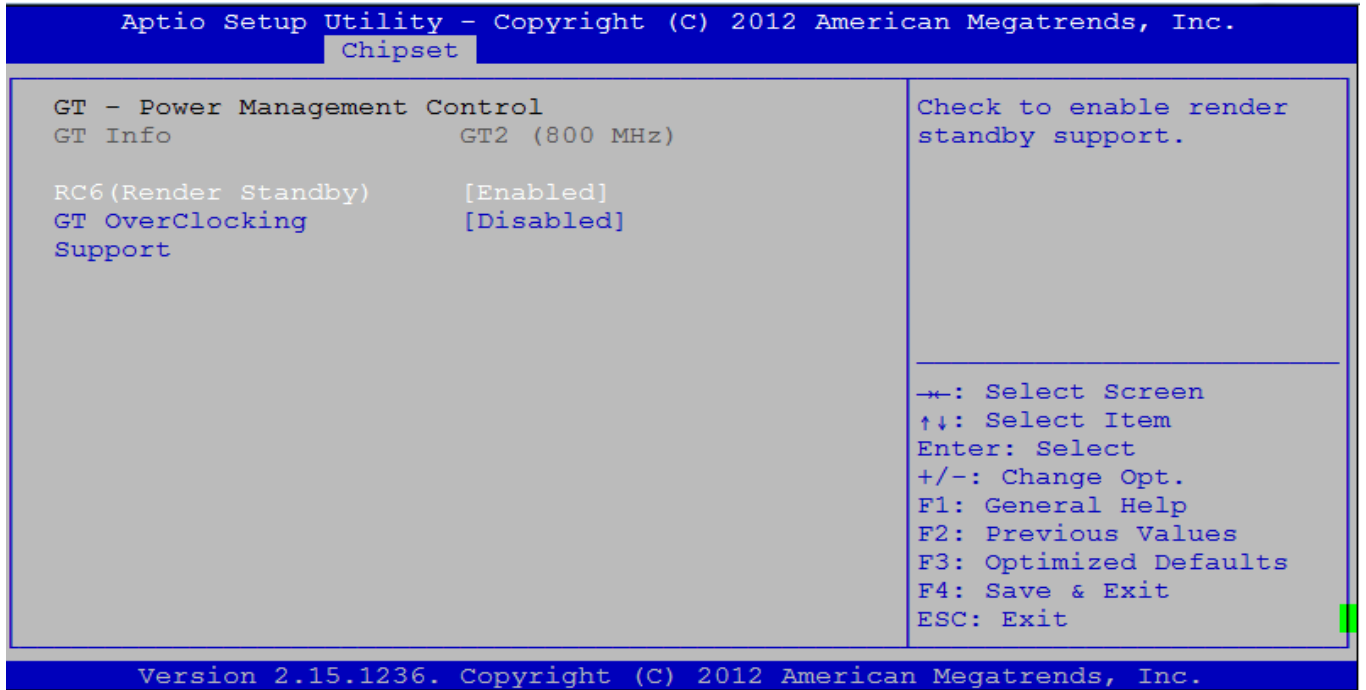 Aptio Setup Utility – Copyright (C) 2012 American Megatrends, Inc.
Chipset
GT – Power Management Control
GT Info GT2 (800 MHz)
RC6(Render Standby) [Enabled]
GT OverClocking [Disabled]
Support
Check to enable render
standby support.
→←: Select Screen
↑↓: Select Item
Enter: Select
+/–: Change Opt.
F1: General Help
F2: Previous Values
F3: Optimized Defaults
F4: Save & Exit
ESC: Exit
Version 2.15.1236. Copyright (C) 2012 American Megatrends, Inc.